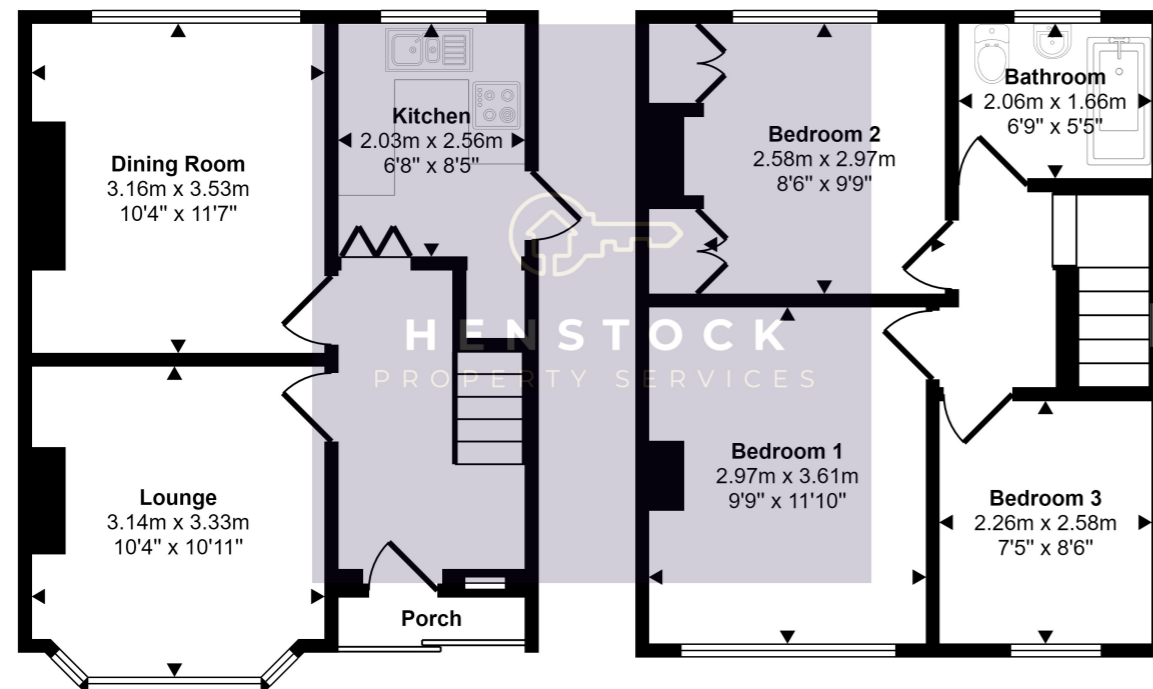 Dining Room
3.16m x 3.53m
10'4" x 11'7"
Kitchen
2.03m x 2.56m
6'8" x 8'5"
Lounge
3.14m x 3.33m
10'4" x 10'11"
Porch
Bedroom 2
2.58m x 2.97m
8'6" x 9'9"
Bathroom
2.06m x 1.66m
6'9" x 5'5"
Bedroom 1
2.97m x 3.61m
9'9" x 11'10"
Bedroom 3
2.26m x 2.58m
7'5" x 8'6"
HENSTOCK
PROPERTY SERVICES